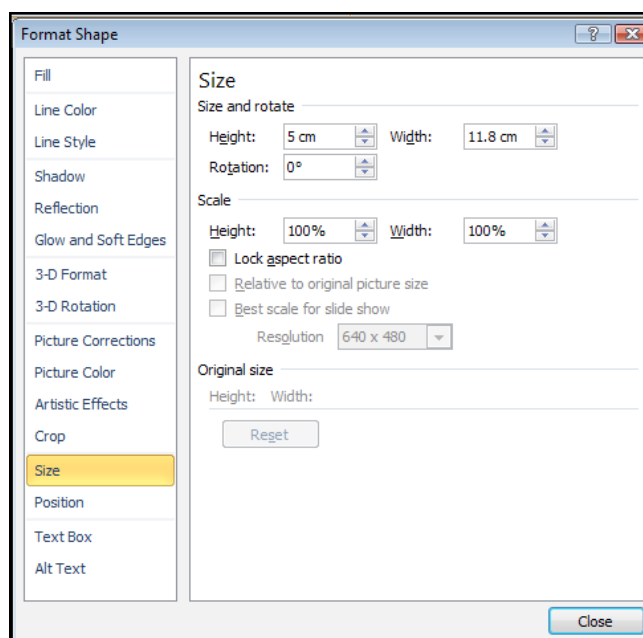 Format Shape
Fill
Line Color
Line Style
Shadow
Reflection
Glow and Soft Edges
3-D Format
3-D Rotation
Picture Corrections
Picture Color
Artistic Effects
Crop
Size
Position
Text Box
Alt Text
Size
Size and rotate
Height: 5 cm Width: 11.8 cm
Rotation: 0°
Scale
Height: 100% Width: 100%
Lock aspect ratio
Relative to original picture size
Best scale for slide show
Resolution 640 x 480
Original size
Height: Width:
Reset
Close